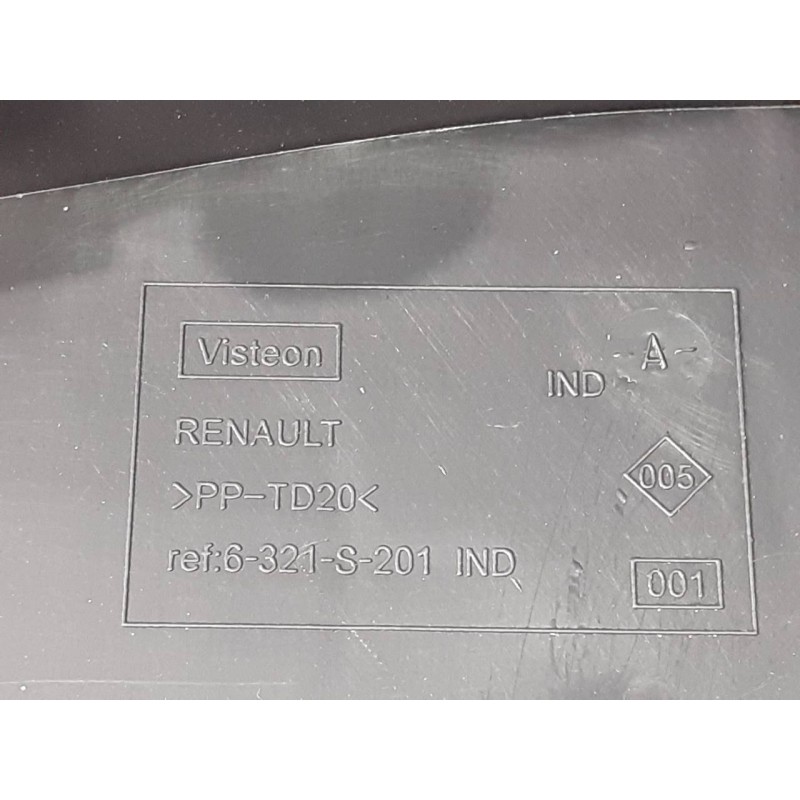 Visteon
IND -A-
RENAULT
>PP-TD20<
005
ref:6-321-S-201 IND
001